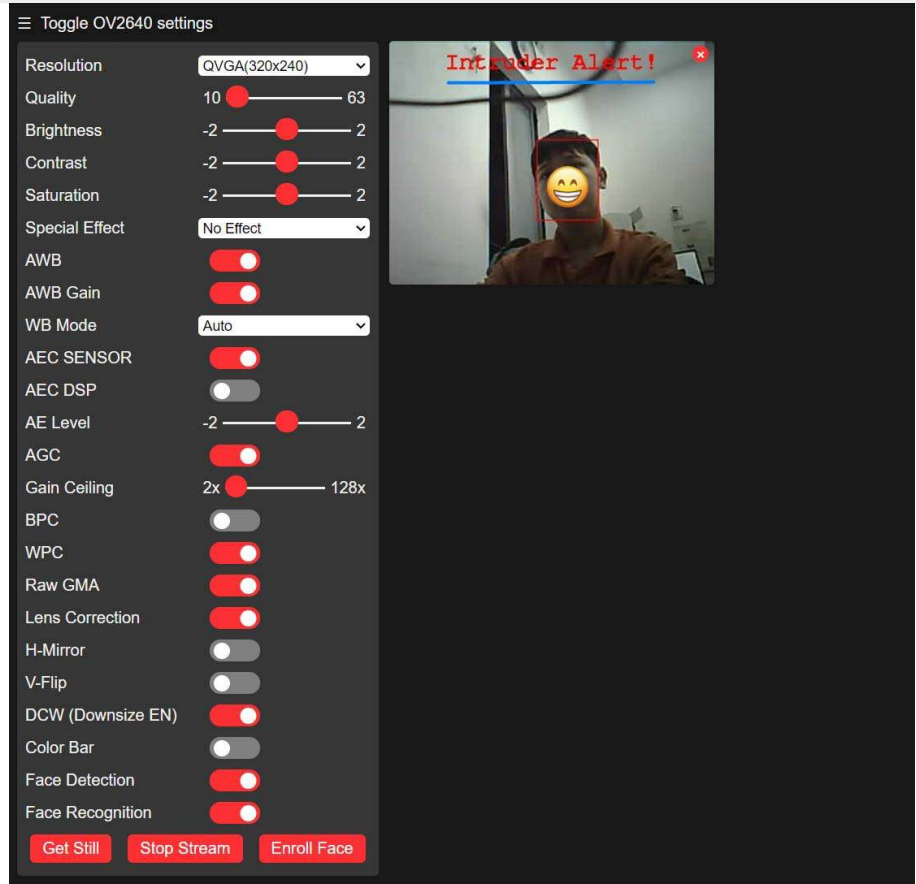 ☰ Toggle OV2640 settings
Resolution QVGA(320x240)
Quality 10 63
Brightness -2 2
Contrast -2 2
Saturation -2 2
Special Effect No Effect
AWB
AWB Gain
WB Mode Auto
AEC SENSOR
AEC DSP
AE Level -2 2
AGC
Gain Ceiling 2x 128x
BPC
WPC
Raw GMA
Lens Correction
H-Mirror
V-Flip
DCW (Downsize EN)
Color Bar
Face Detection
Face Recognition
Get Still Stop Stream Enroll Face
Intruder Alert!